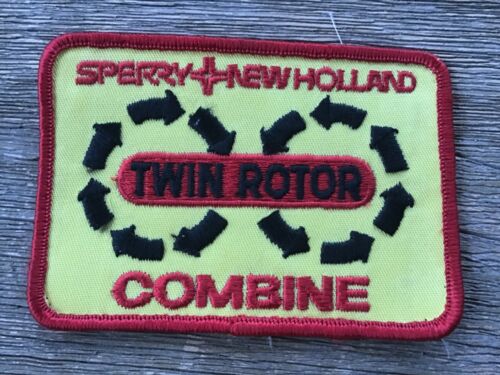 SPERRY NEW HOLLAND
TWIN ROTOR
COMBINE